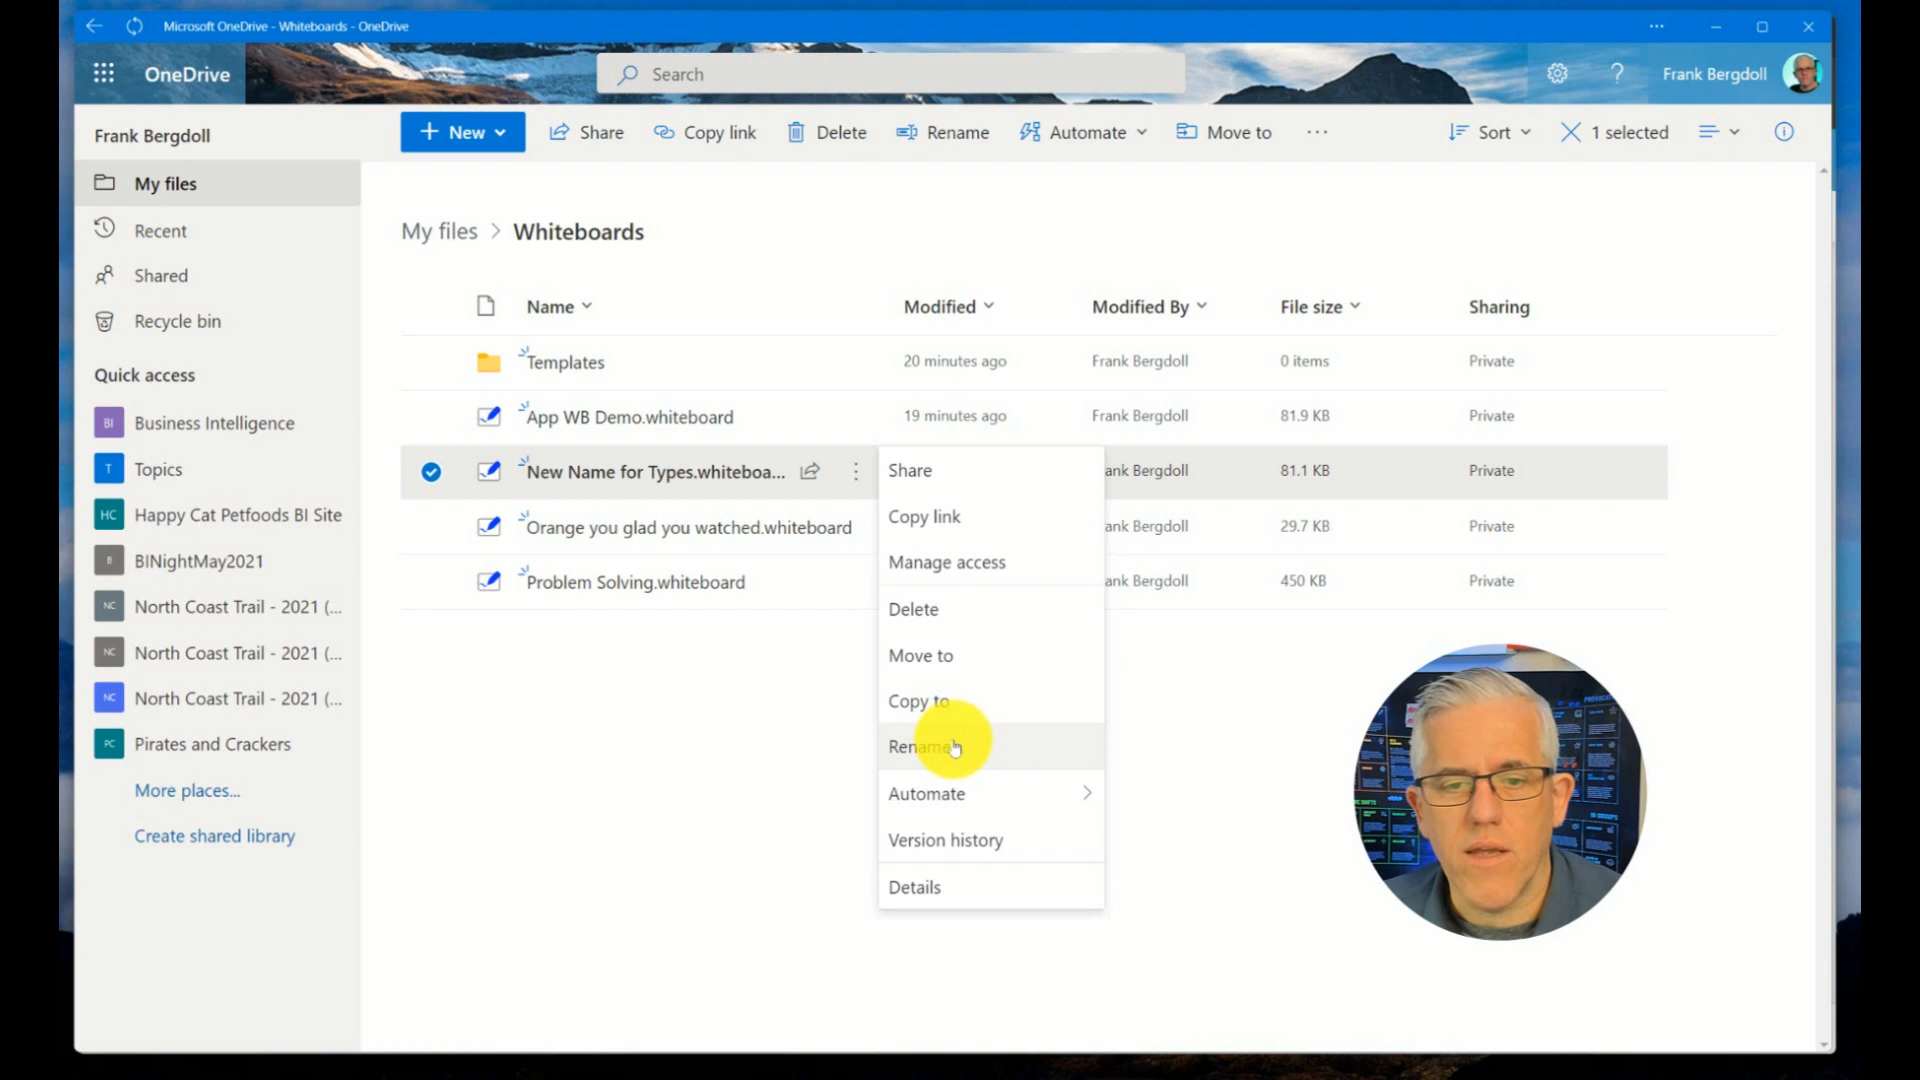 Microsoft OneDrive - Whiteboards - OneDrive
OneDrive
Search
Frank Bergdoll
Frank Bergdoll
New
Share
Copy link
Delete
Rename
Automate
Move to
Sort
1 selected
My files
Recent
Shared
Recycle bin
Quick access
BI Business Intelligence
T Topics
HC Happy Cat Petfoods BI Site
B BINightMay2021
NC North Coast Trail - 2021 (...
NC North Coast Trail - 2021 (...
NC North Coast Trail - 2021 (...
PC Pirates and Crackers
More places...
Create shared library
My files > Whiteboards
Name Modified Modified By File size Sharing
Templates 20 minutes ago Frank Bergdoll 0 items Private
App WB Demo.whiteboard 19 minutes ago Frank Bergdoll 81.9 KB Private
New Name for Types.whiteboa... ank Bergdoll 81.1 KB Private
Orange you glad you watched.whiteboard ank Bergdoll 29.7 KB Private
Problem Solving.whiteboard ank Bergdoll 450 KB Private
Share
Copy link
Manage access
Delete
Move to
Copy to
Rename
Automate
Version history
Details